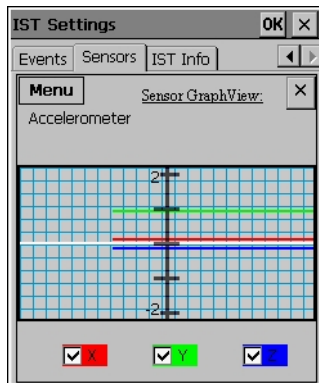 IST Settings OK ×
Events Sensors IST Info
Menu Sensor GraphView: ×
Accelerometer
2
-2
X Y Z